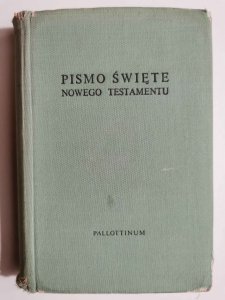 PISMO ŚWIĘTE
NOWEGO TESTAMENTU
PALLOTTINUM